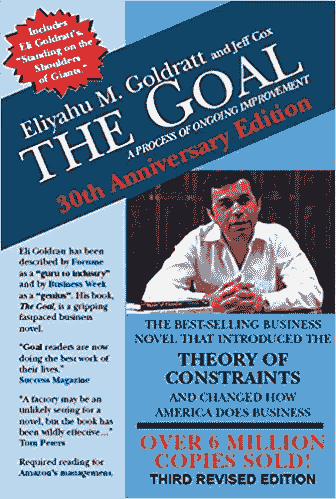 Includes
Eli Goldratt's,
"Standing on the
Shoulders
of Giants."
Eliyahu M. Goldratt and Jeff Cox
THE GOAL
A PROCESS OF ONGOING IMPROVEMENT
30th Anniversary Edition
Eli Goldratt has been
described by Fortune
as a "guru to industry"
and by Business Week
as a "genius". His book,
The Goal, is a gripping
fastpaced business
novel.
"Goal readers are now
doing the best work of
their lives."
Success Magazine
"A factory may be an
unlikely setting for a
novel, but the book has
been wildly effective..."
Tom Peters
Required reading for
Amazon's management.
THE BEST-SELLING BUSINESS
NOVEL THAT INTRODUCED THE
THEORY OF
CONSTRAINTS
AND CHANGED HOW
AMERICA DOES BUSINESS
OVER 6 MILLION
COPIES SOLD!
THIRD REVISED EDITION